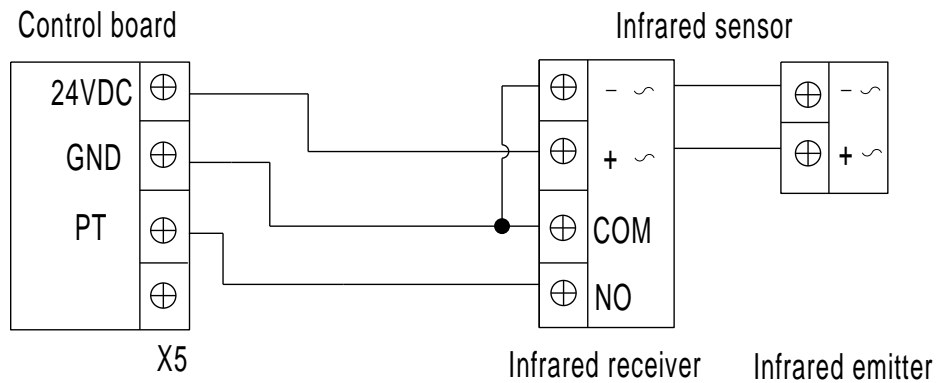 Control board
Infrared sensor
24VDC
GND
PT
X5
- ~
+ ~
COM
NO
- ~
+ ~
Infrared receiver
Infrared emitter